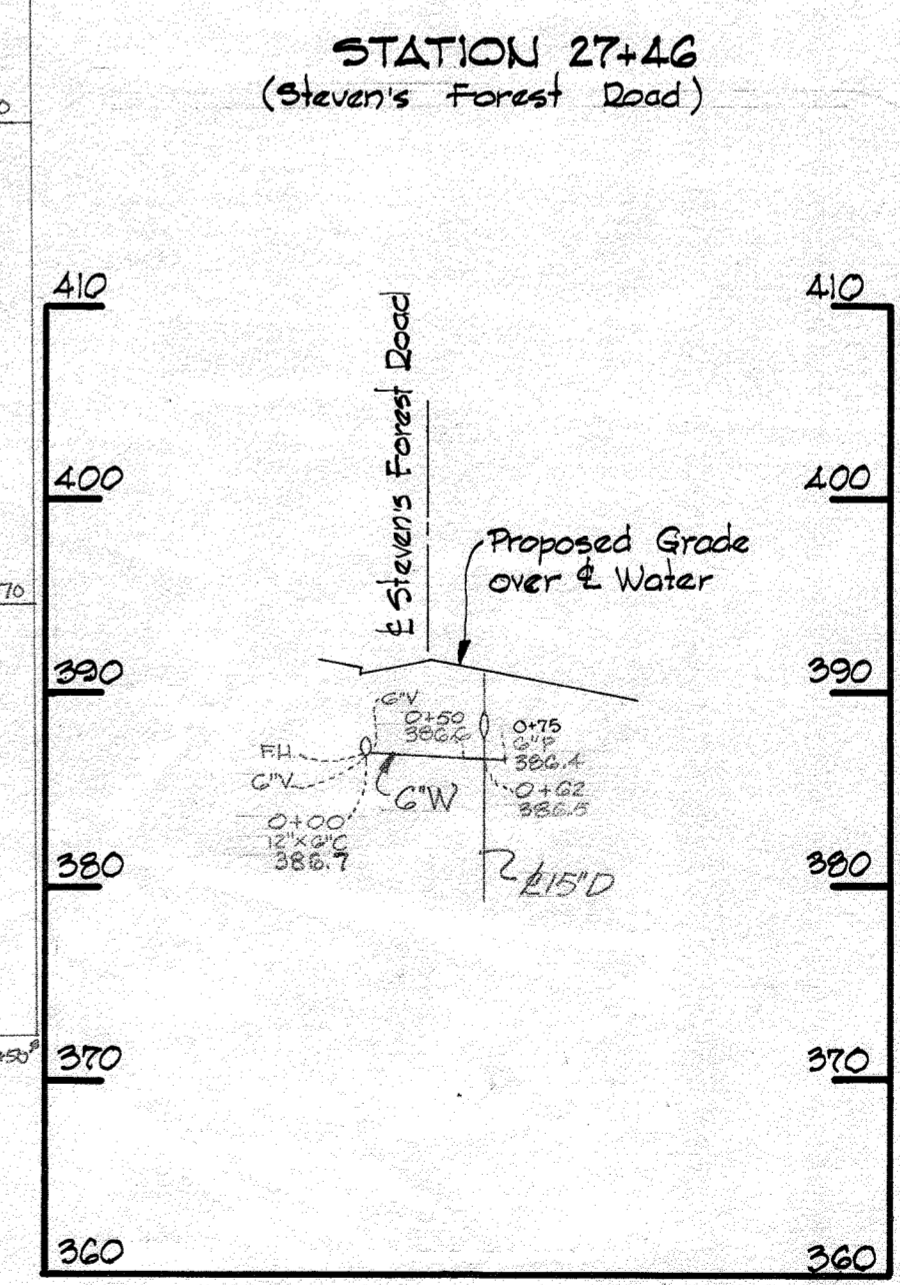 STATION 27+46
(Steven's Forest Road)
410
410
℄ Steven's Forest Road
400
400
Proposed Grade
over ℄ Water
390
390
6"V
0+50
386.6
0+75
6"P
386.4
FH
6"V
6"W
0+62
386.5
0+00
12"x6"C
386.7
380
380
℄15"D
370
370
360
360
70